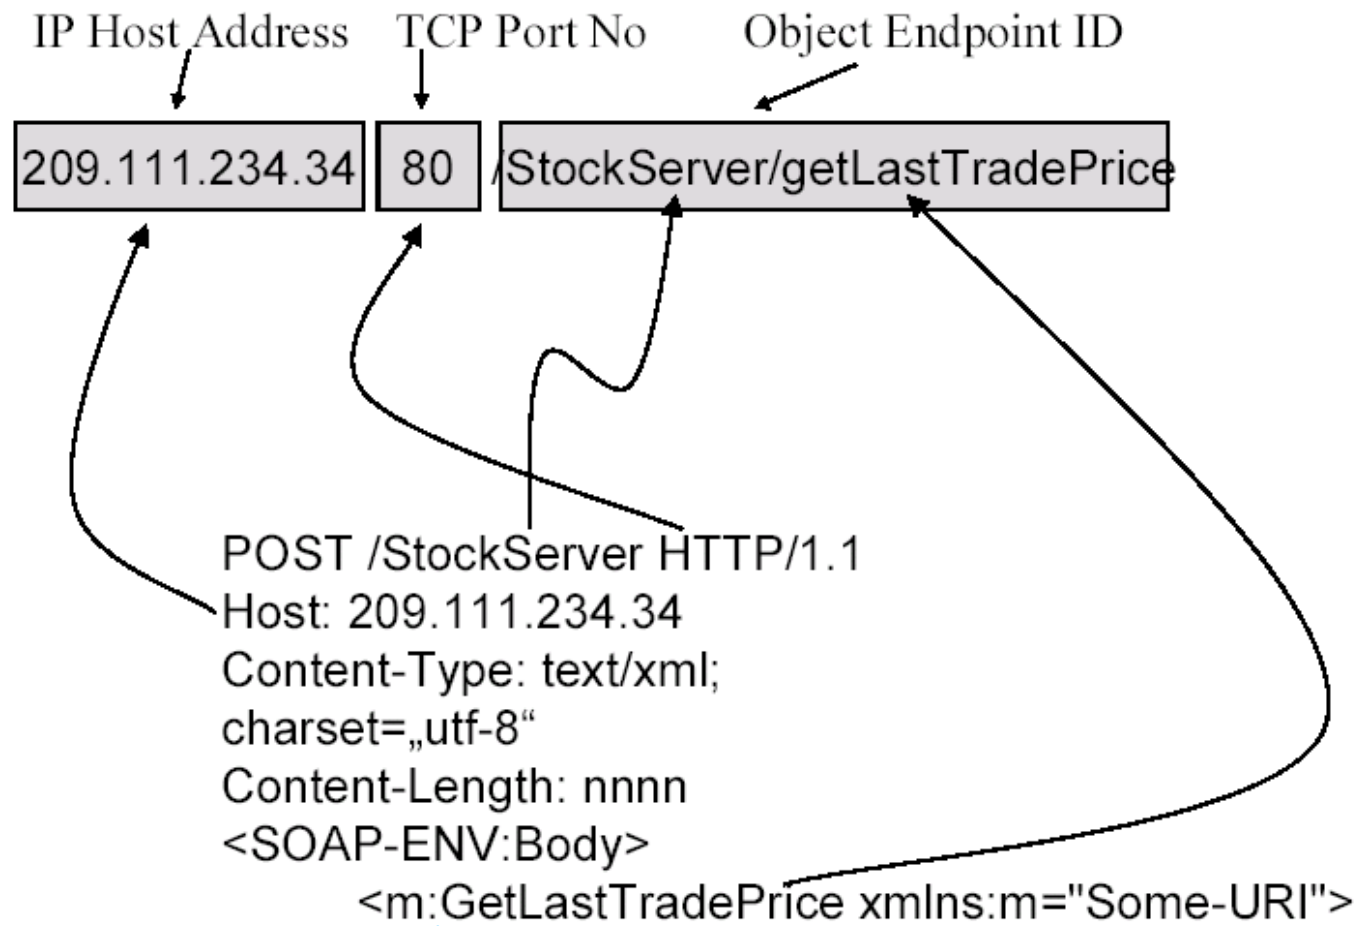 IP Host Address TCP Port No Object Endpoint ID
209.111.234.34 80 /StockServer/getLastTradePrice
POST /StockServer HTTP/1.1
Host: 209.111.234.34
Content-Type: text/xml;
charset=„utf-8“
Content-Length: nnnn
<SOAP-ENV:Body>
<m:GetLastTradePrice xmlns:m="Some-URI">